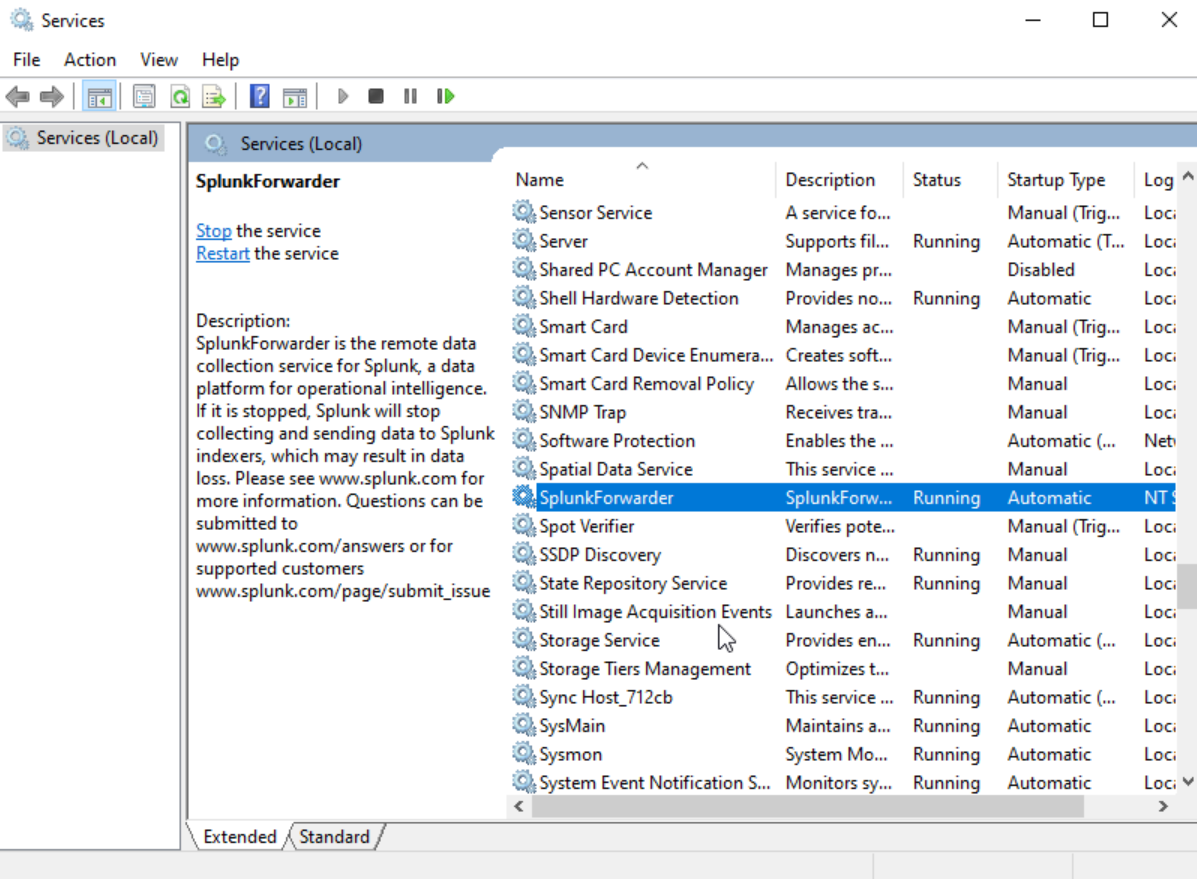 Services
File Action View Help
Services (Local)
Services (Local)
SplunkForwarder
Stop the service
Restart the service
Description:
SplunkForwarder is the remote data
collection service for Splunk, a data
platform for operational intelligence.
If it is stopped, Splunk will stop
collecting and sending data to Splunk
indexers, which may result in data
loss. Please see www.splunk.com for
more information. Questions can be
submitted to
www.splunk.com/answers or for
supported customers
www.splunk.com/page/submit_issue
Name Description Status Startup Type Log
Sensor Service A service fo... Manual (Trig... Loca
Server Supports fil... Running Automatic (T... Loca
Shared PC Account Manager Manages pr... Disabled Loca
Shell Hardware Detection Provides no... Running Automatic Loca
Smart Card Manages ac... Manual (Trig... Loca
Smart Card Device Enumera... Creates soft... Manual (Trig... Loca
Smart Card Removal Policy Allows the s... Manual Loca
SNMP Trap Receives tra... Manual Loca
Software Protection Enables the ... Automatic (... Netw
Spatial Data Service This service ... Manual Loca
SplunkForwarder SplunkForw... Running Automatic NT S
Spot Verifier Verifies pote... Manual (Trig... Loca
SSDP Discovery Discovers n... Running Manual Loca
State Repository Service Provides re... Running Manual Loca
Still Image Acquisition Events Launches a... Manual Loca
Storage Service Provides en... Running Automatic (... Loca
Storage Tiers Management Optimizes t... Manual Loca
Sync Host_712cb This service ... Running Automatic (... Loca
SysMain Maintains a... Running Automatic Loca
Sysmon System Mo... Running Automatic Loca
System Event Notification S... Monitors sy... Running Automatic Loca
Extended Standard